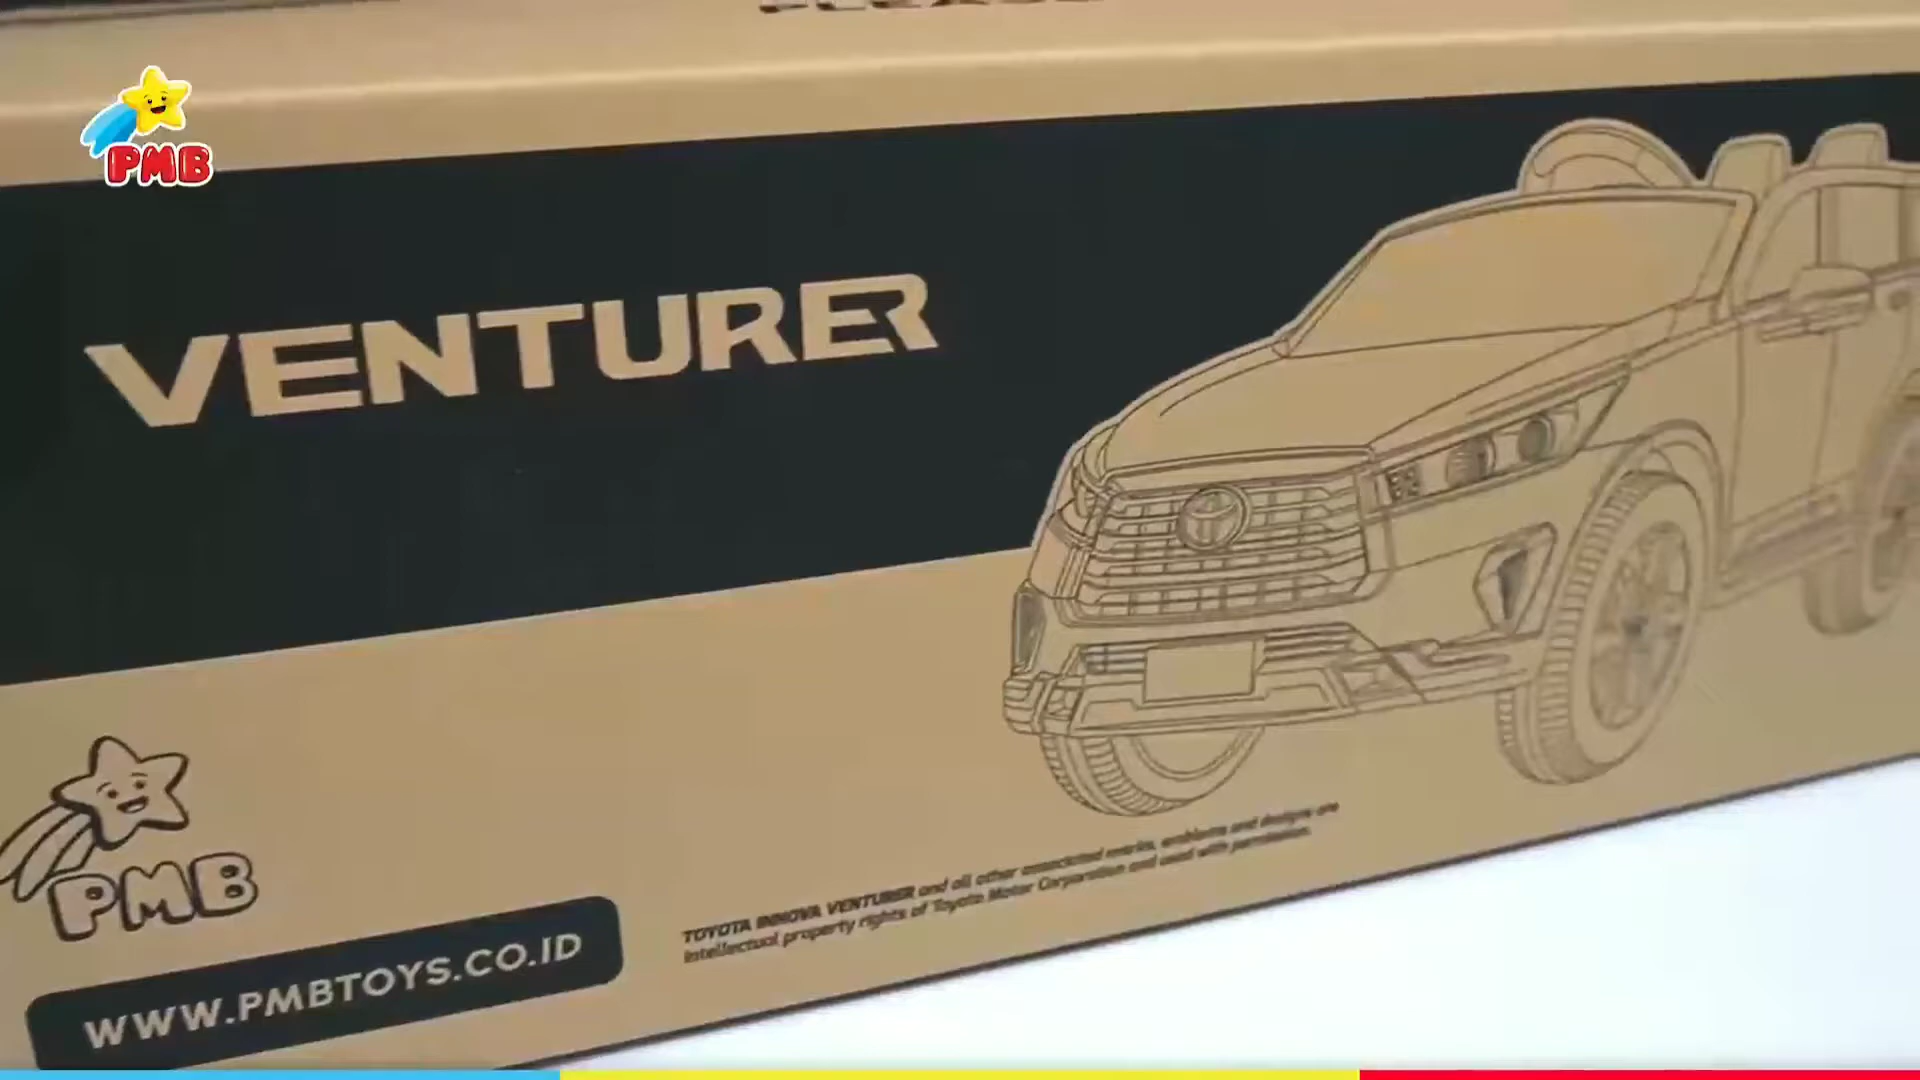 PMB
VENTURER
PMB
WWW.PMBTOYS.CO.ID
TOYOTA INNOVA VENTURER and all other associated marks, emblems and designs are
intellectual property rights of Toyota Motor Corporation and used with permission.